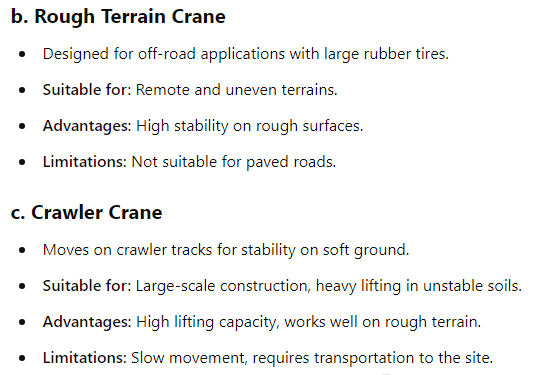 b. Rough Terrain Crane
• Designed for off-road applications with large rubber tires.
• Suitable for: Remote and uneven terrains.
• Advantages: High stability on rough surfaces.
• Limitations: Not suitable for paved roads.
c. Crawler Crane
• Moves on crawler tracks for stability on soft ground.
• Suitable for: Large-scale construction, heavy lifting in unstable soils.
• Advantages: High lifting capacity, works well on rough terrain.
• Limitations: Slow movement, requires transportation to the site.